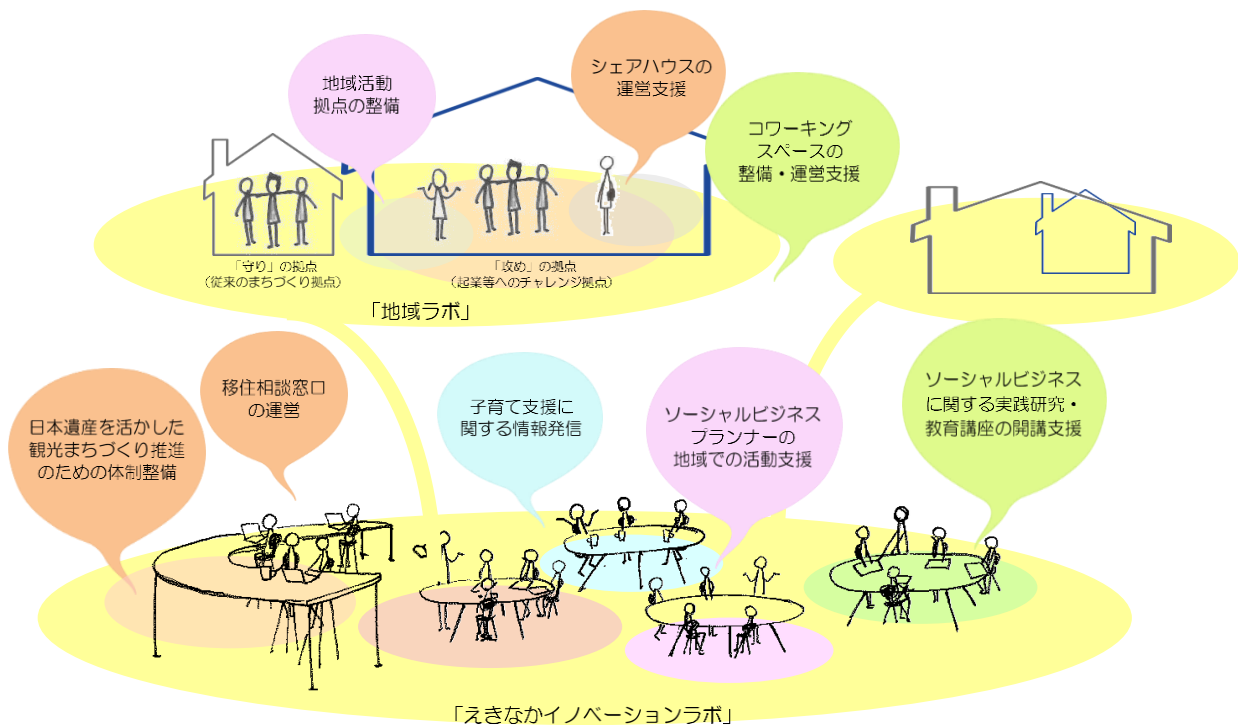 地域活動
拠点の整備
シェアハウスの
運営支援
コワーキング
スペースの
整備・運営支援
「守り」の拠点
(従来のまちづくり拠点)
「攻め」の拠点
(起業等へのチャレンジ拠点)
「地域ラボ」
日本遺産を活かした
観光まちづくり推進
のための体制整備
移住相談窓口
の運営
子育て支援に
関する情報発信
ソーシャルビジネス
プランナーの
地域での活動支援
ソーシャルビジネス
に関する実践研究・
教育講座の開講支援
「えきなかイノベーションラボ」